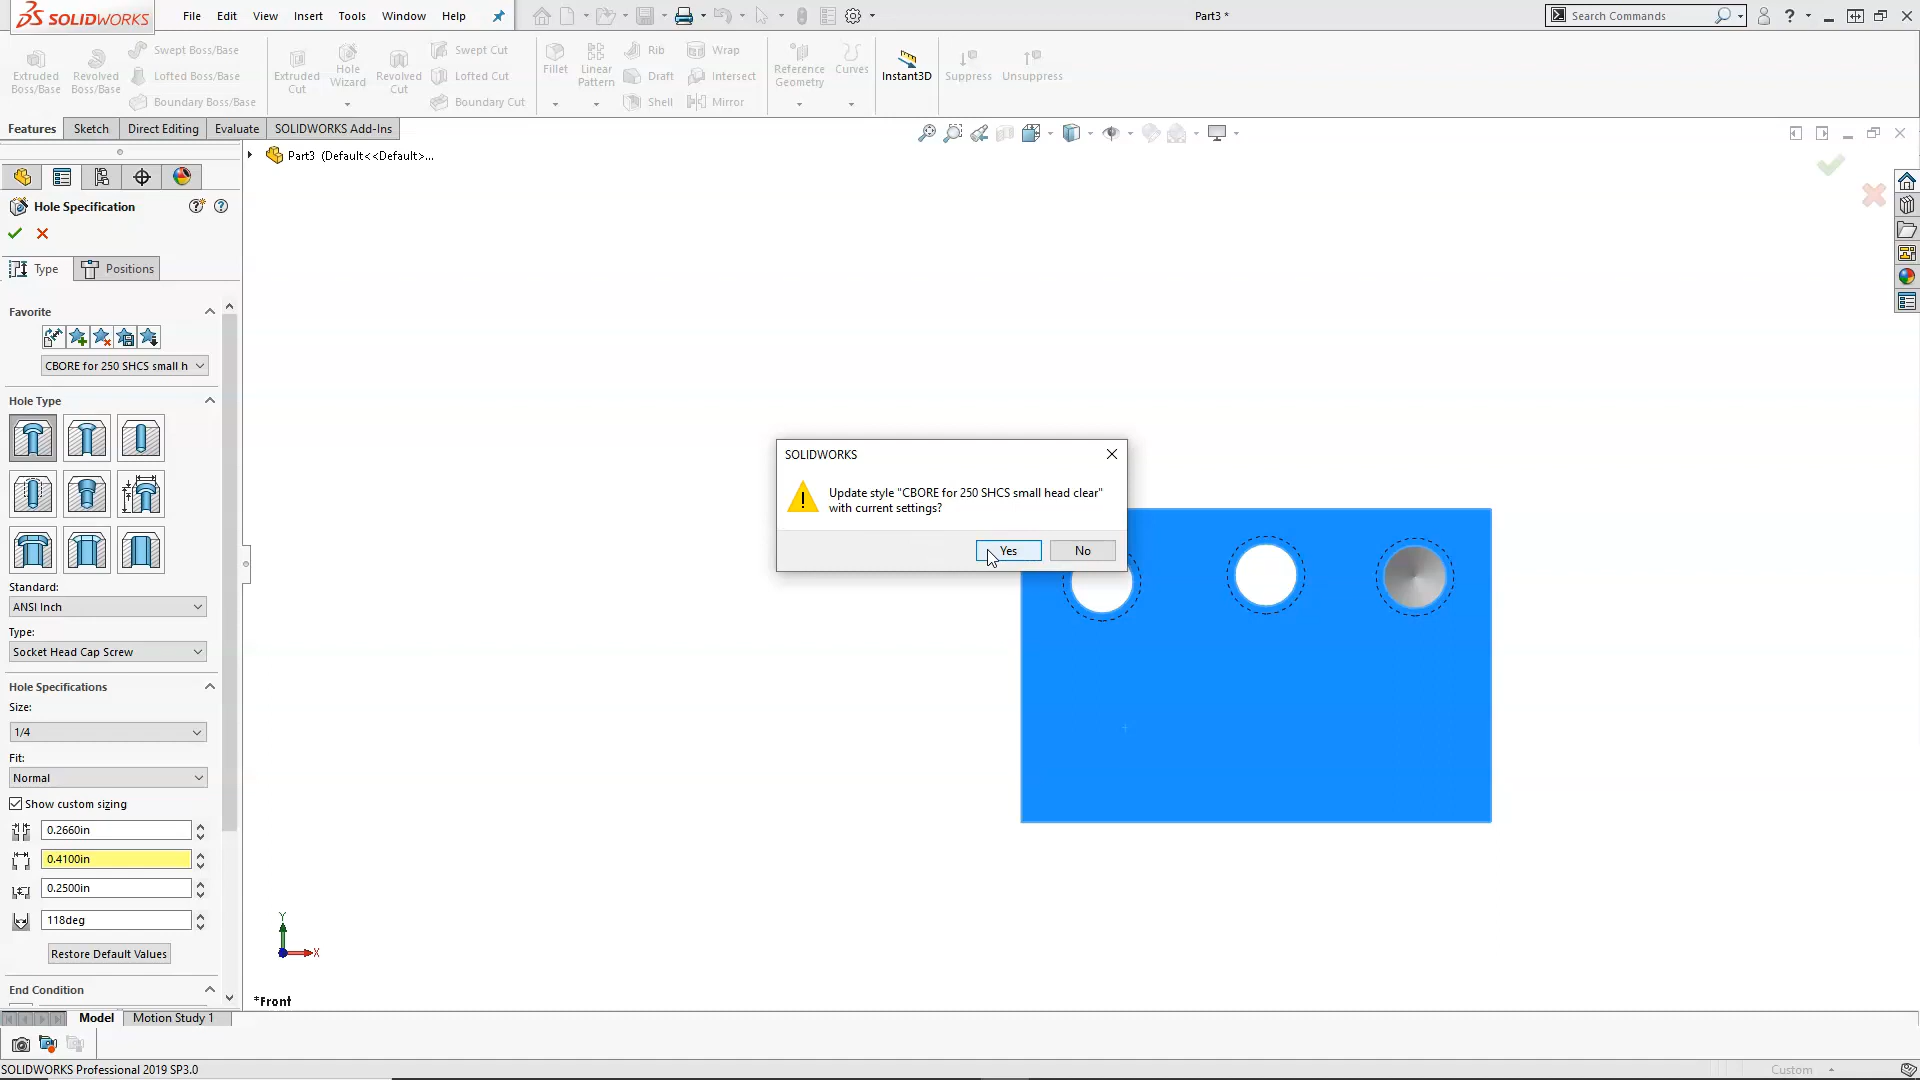 SOLIDWORKS
File Edit View Insert Tools Window Help
Part3 *
Search Commands
Extruded Boss/Base
Revolved Boss/Base
Swept Boss/Base
Lofted Boss/Base
Boundary Boss/Base
Extruded Cut
Hole Wizard
Revolved Cut
Swept Cut
Lofted Cut
Boundary Cut
Fillet
Linear Pattern
Rib
Draft
Shell
Wrap
Intersect
Mirror
Reference Geometry
Curves
Instant3D
Suppress
Unsuppress
Features Sketch Direct Editing Evaluate SOLIDWORKS Add-Ins
Part3 (Default<<Default>...
Hole Specification
Type Positions
Favorite
CBORE for 250 SHCS small h
Hole Type
Standard:
ANSI Inch
Type:
Socket Head Cap Screw
Hole Specifications
Size:
1/4
Fit:
Normal
Show custom sizing
0.2660in
0.4100in
0.2500in
118deg
Restore Default Values
End Condition
SOLIDWORKS
Update style "CBORE for 250 SHCS small head clear"
with current settings?
Yes No
Y
X
*Front
Model Motion Study 1
SOLIDWORKS Professional 2019 SP3.0
Custom